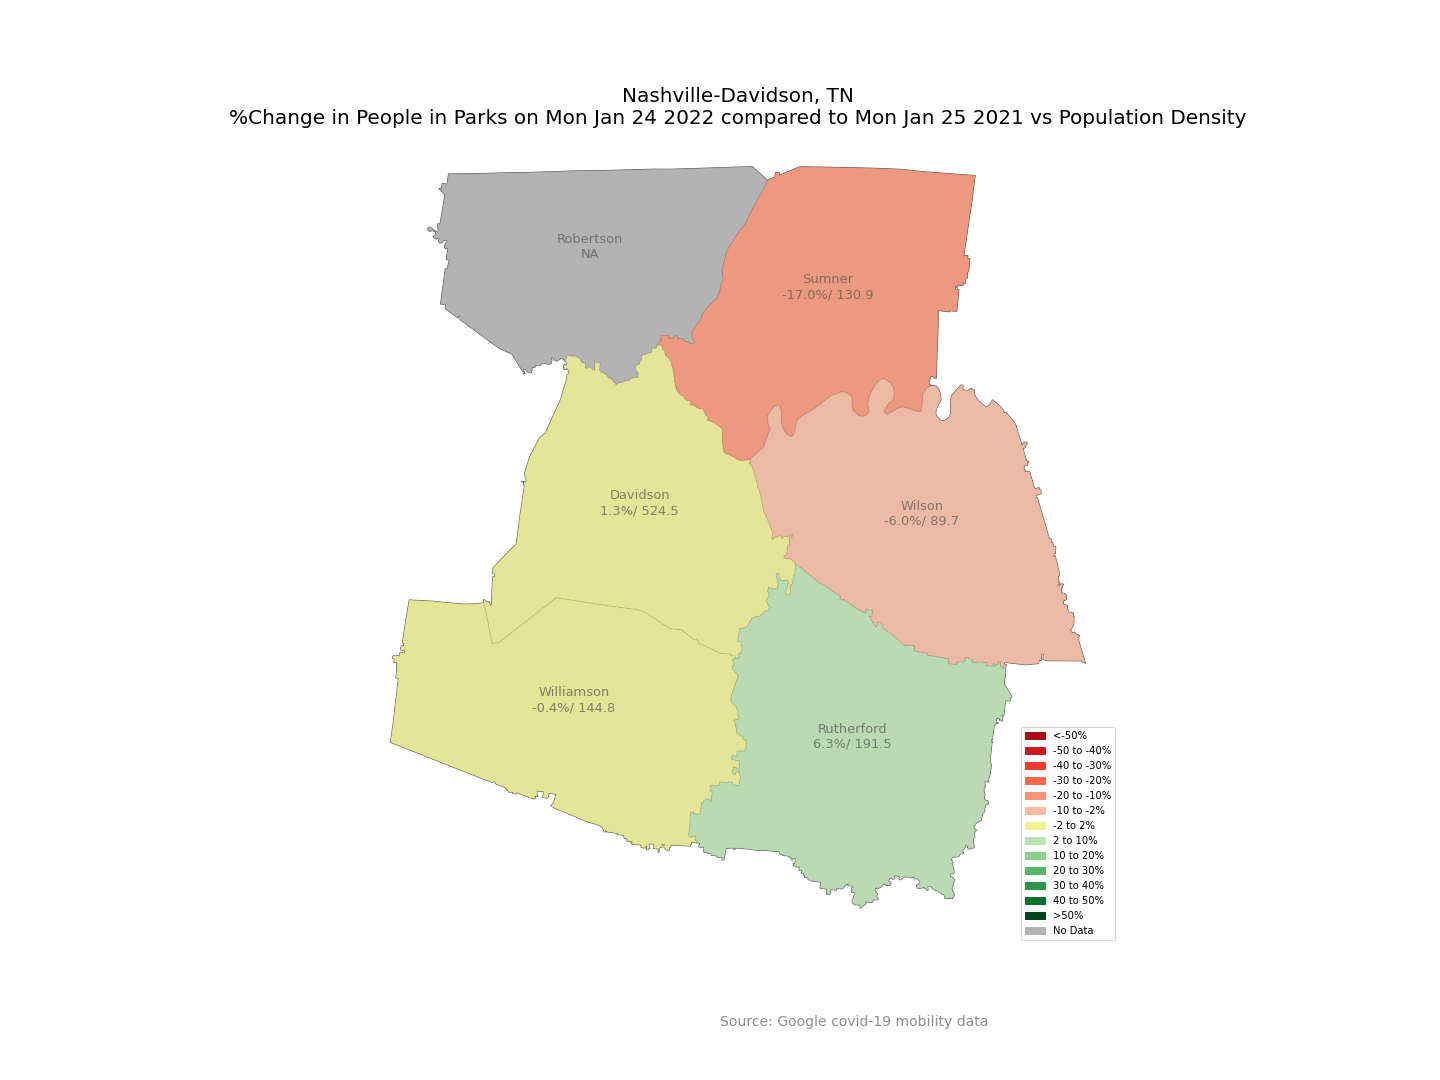 Nashville-Davidson, TN
%Change in People in Parks on Mon Jan 24 2022 compared to Mon Jan 25 2021 vs Population Density
Robertson
NA
Sumner
-17.0%/ 130.9
Davidson
1.3%/ 524.5
Wilson
-6.0%/ 89.7
Williamson
-0.4%/ 144.8
Rutherford
6.3%/ 191.5
<-50%
-50 to -40%
-40 to -30%
-30 to -20%
-20 to -10%
-10 to -2%
-2 to 2%
2 to 10%
10 to 20%
20 to 30%
30 to 40%
40 to 50%
>50%
No Data
Source: Google covid-19 mobility data